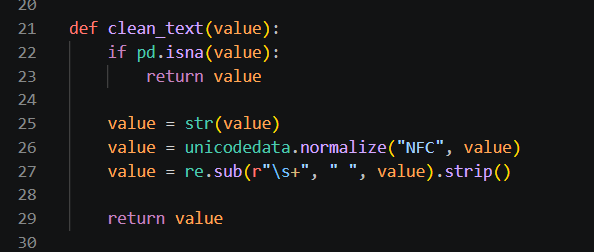 20
21 def clean_text(value):
22     if pd.isna(value):
23         return value
24
25     value = str(value)
26     value = unicodedata.normalize("NFC", value)
27     value = re.sub(r"\s+", " ", value).strip()
28
29     return value
30